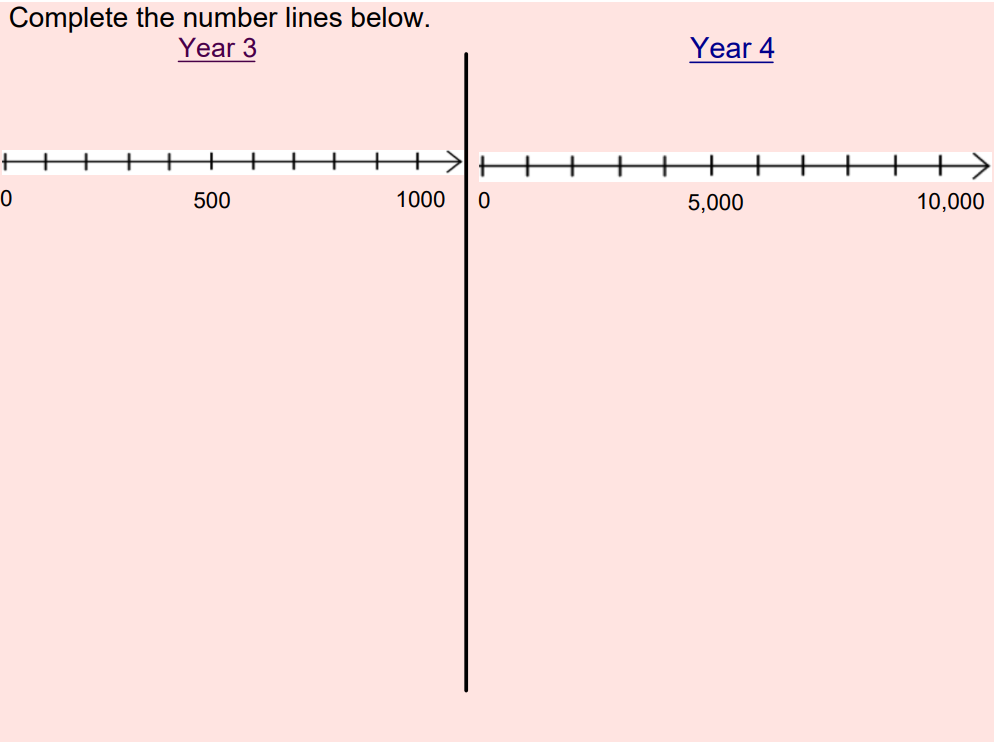 Complete the number lines below.
Year 3
0 500 1000
Year 4
0 5,000 10,000